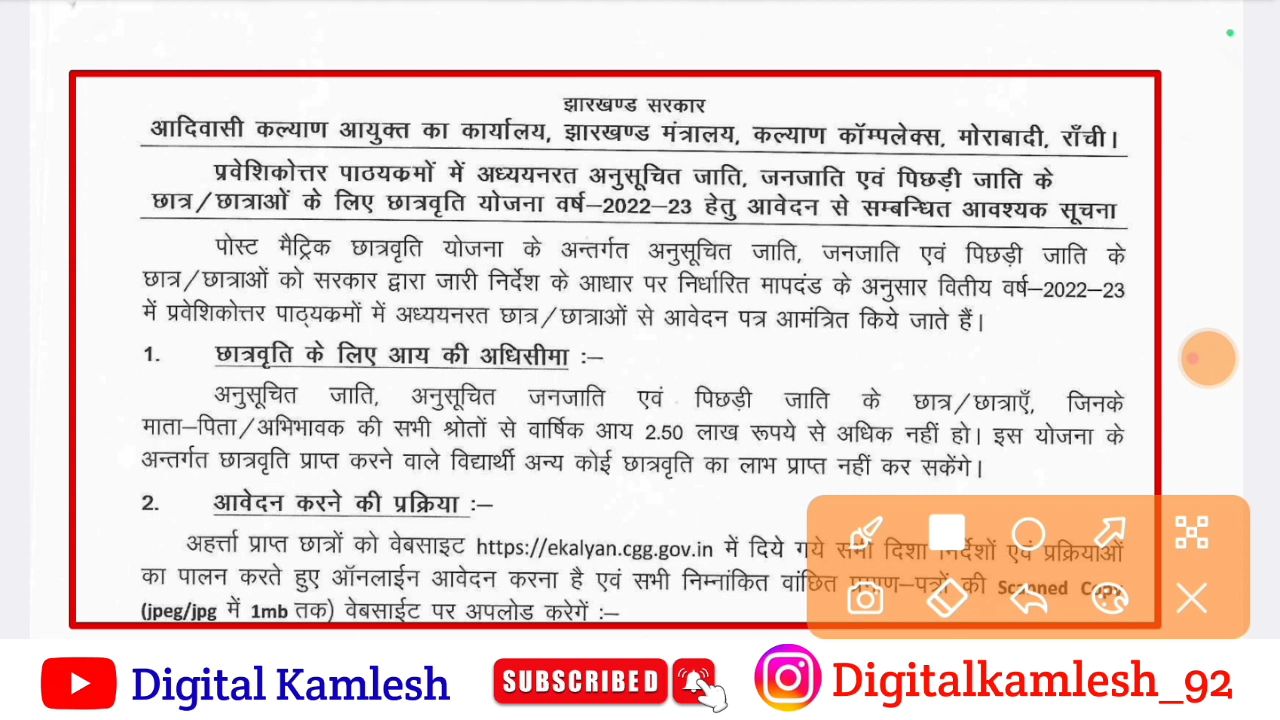 झारखण्ड सरकार
आदिवासी कल्याण आयुक्त का कार्यालय, झारखण्ड मंत्रालय, कल्याण कॉम्पलेक्स, मोराबादी, राँची।
प्रवेशिकोत्तर पाठयक्रमों में अध्ययनरत अनुसूचित जाति, जनजाति एवं पिछड़ी जाति के
छात्र/छात्राओं के लिए छात्रवृति योजना वर्ष–2022–23 हेतु आवेदन से सम्बन्धित आवश्यक सूचना
पोस्ट मैट्रिक छात्रवृति योजना के अन्तर्गत अनुसूचित जाति, जनजाति एवं पिछड़ी जाति के
छात्र/छात्राओं को सरकार द्वारा जारी निर्देश के आधार पर निर्धारित मापदंड के अनुसार वितीय वर्ष–2022–23
में प्रवेशिकोत्तर पाठ्यक्रमों में अध्ययनरत छात्र/छात्राओं से आवेदन पत्र आमंत्रित किये जाते हैं।
1. छात्रवृति के लिए आय की अधिसीमा :–
अनुसूचित जाति, अनुसूचित जनजाति एवं पिछड़ी जाति के छात्र/छात्राएँ, जिनके
माता–पिता/अभिभावक की सभी श्रोतों से वार्षिक आय 2.50 लाख रूपये से अधिक नहीं हो। इस योजना के
अन्तर्गत छात्रवृति प्राप्त करने वाले विद्यार्थी अन्य कोई छात्रवृति का लाभ प्राप्त नहीं कर सकेंगे।
2. आवेदन करने की प्रक्रिया :–
अहर्त्ता प्राप्त छात्रों को वेबसाइट https://ekalyan.cgg.gov.in में दिये गये सभी दिशा निर्देशों एवं प्रक्रियाओं
का पालन करते हुए ऑनलाईन आवेदन करना है एवं सभी निम्नांकित वांछित प्रमाण–पत्रों की Scanned Copy
(jpeg/jpg में 1mb तक) वेबसाईट पर अपलोड करेगें :–
Digital Kamlesh
SUBSCRIBED
Digitalkamlesh_92